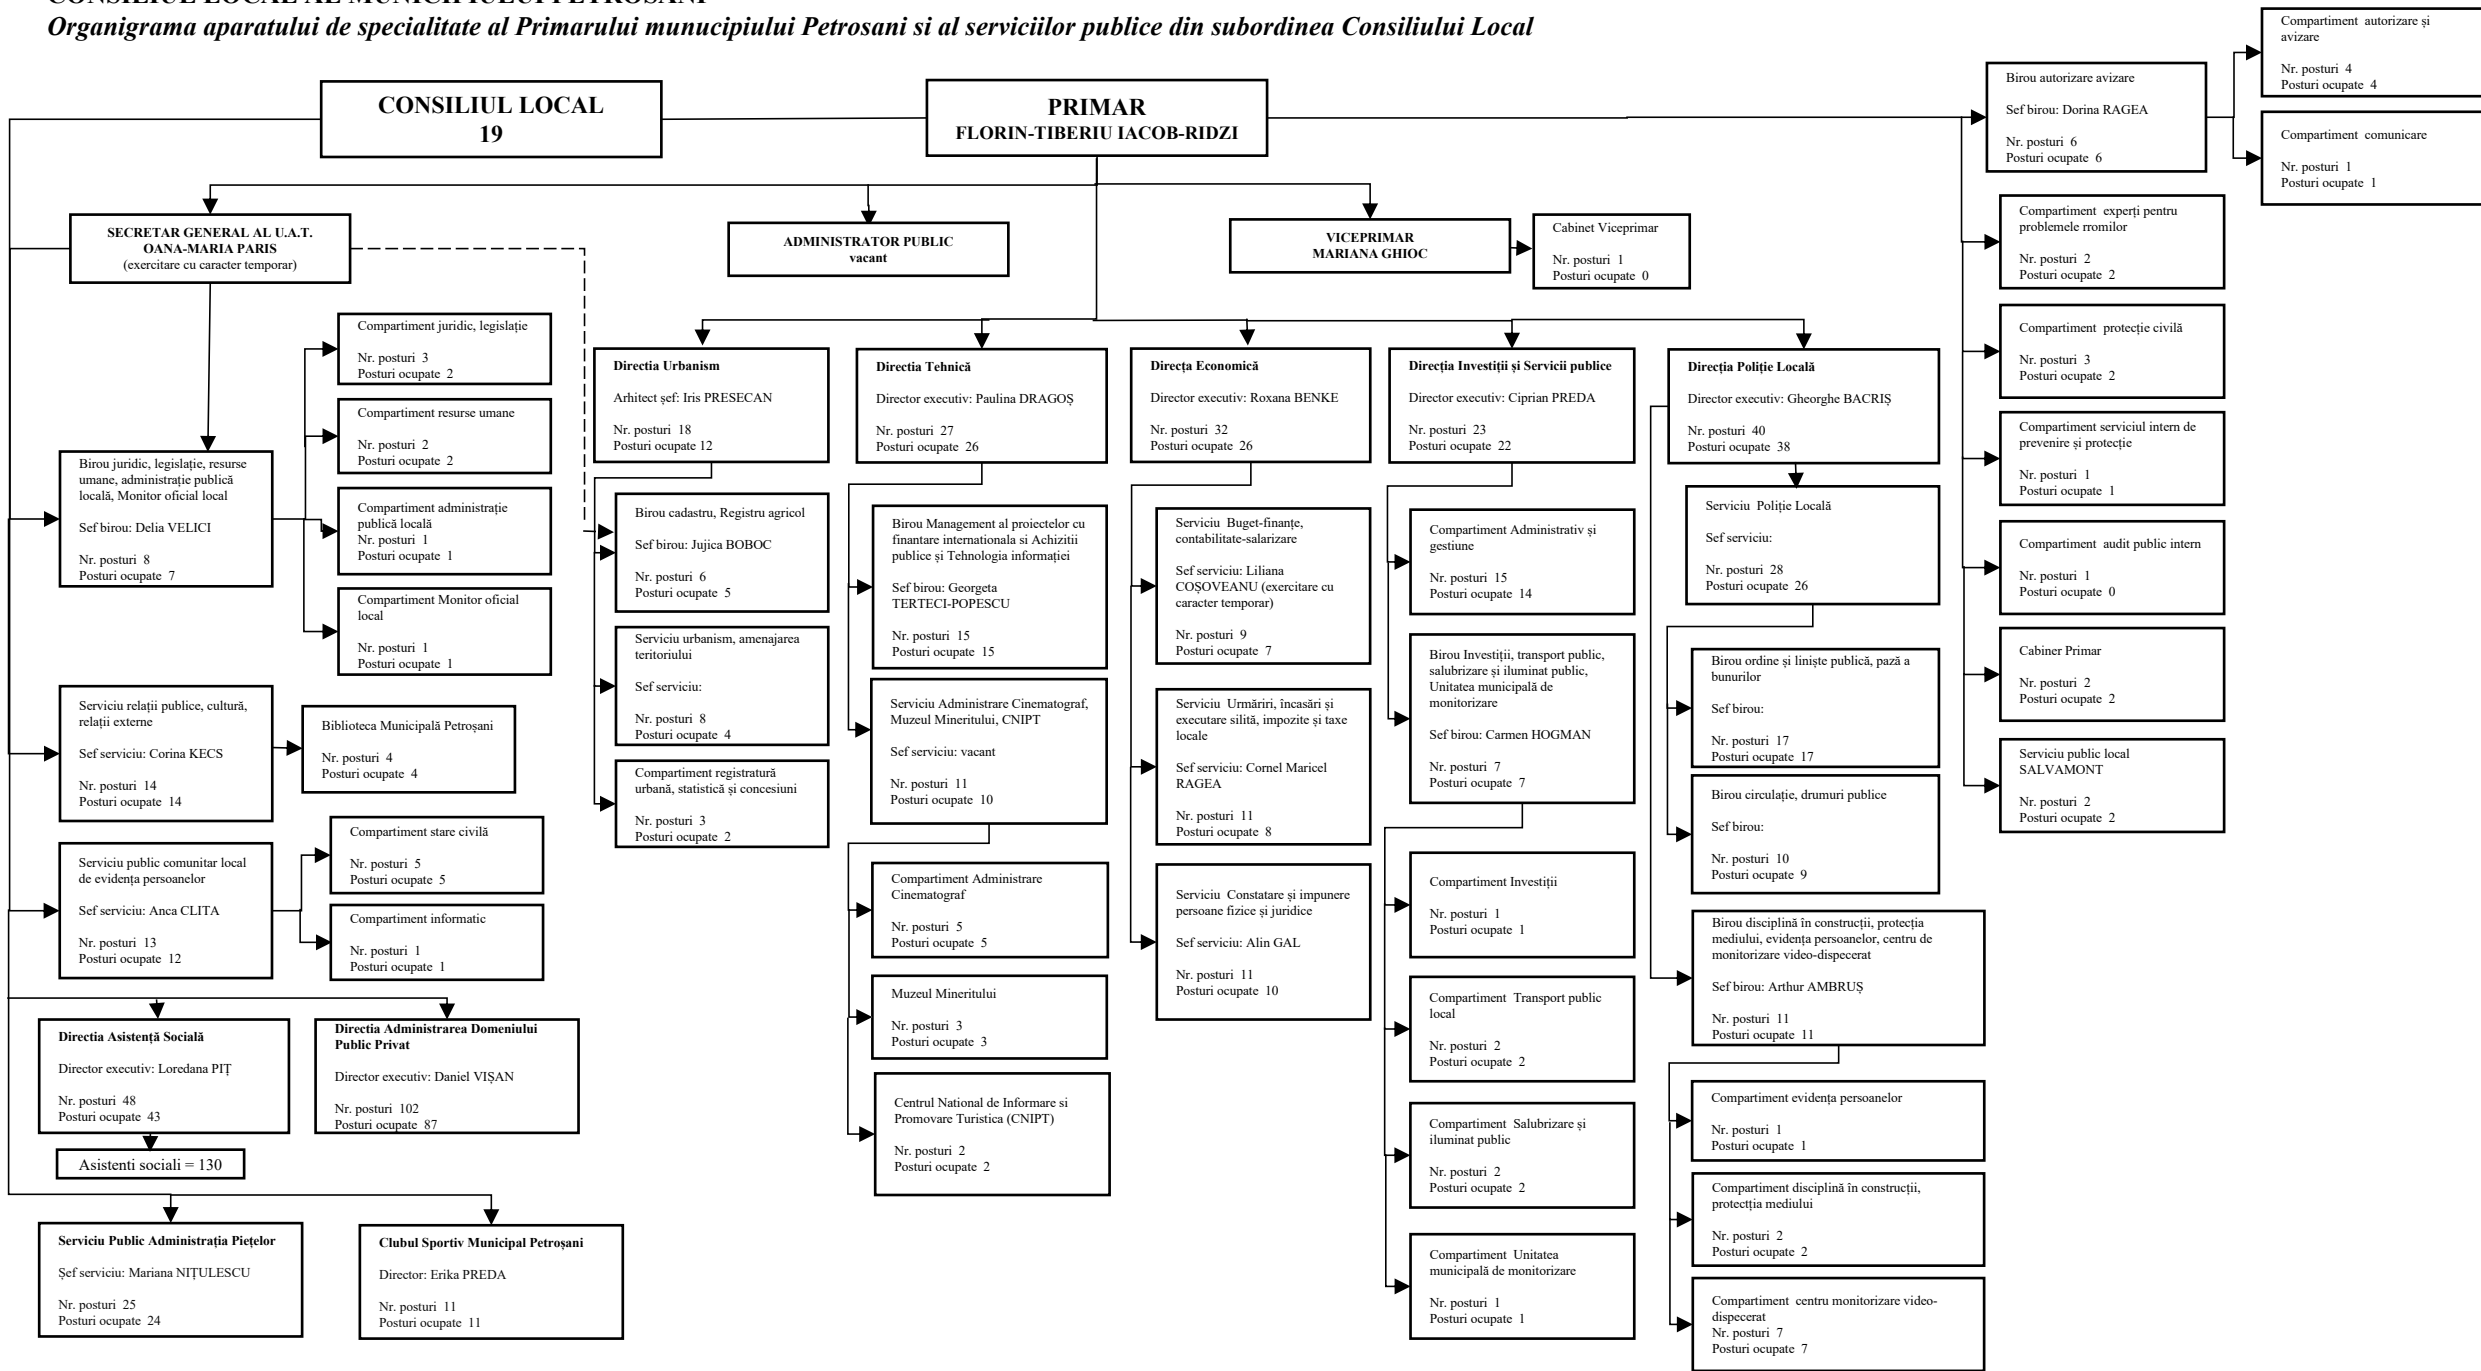 CONSILIUL LOCAL AL MUNICIPIULUI PETROSANI
Organigrama aparatului de specialitate al Primarului munucipiului Petrosani si al serviciilor publice din subordinea Consiliului Local
CONSILIUL LOCAL
19
PRIMAR
FLORIN-TIBERIU IACOB-RIDZI
Birou autorizare avizare
Sef birou: Dorina RAGEA
Nr. posturi 6
Posturi ocupate 6
Compartiment autorizare și
avizare
Nr. posturi 4
Posturi ocupate 4
Compartiment comunicare
Nr. posturi 1
Posturi ocupate 1
SECRETAR GENERAL AL U.A.T.
OANA-MARIA PARIS
(exercitare cu caracter temporar)
ADMINISTRATOR PUBLIC
vacant
VICEPRIMAR
MARIANA GHIOC
Cabinet Viceprimar
Nr. posturi 1
Posturi ocupate 0
Compartiment experți pentru
problemele rromilor
Nr. posturi 2
Posturi ocupate 2
Compartiment protecție civilă
Nr. posturi 3
Posturi ocupate 2
Compartiment serviciul intern de
prevenire și protecție
Nr. posturi 1
Posturi ocupate 1
Compartiment audit public intern
Nr. posturi 1
Posturi ocupate 0
Cabiner Primar
Nr. posturi 2
Posturi ocupate 2
Serviciu public local
SALVAMONT
Nr. posturi 2
Posturi ocupate 2
Birou juridic, legislație, resurse
umane, administrație publică
locală, Monitor oficial local
Sef birou: Delia VELICI
Nr. posturi 8
Posturi ocupate 7
Compartiment juridic, legislație
Nr. posturi 3
Posturi ocupate 2
Compartiment resurse umane
Nr. posturi 2
Posturi ocupate 2
Compartiment administrație
publică locală
Nr. posturi 1
Posturi ocupate 1
Compartiment Monitor oficial
local
Nr. posturi 1
Posturi ocupate 1
Serviciu relații publice, cultură,
relații externe
Sef serviciu: Corina KECS
Nr. posturi 14
Posturi ocupate 14
Biblioteca Municipală Petroșani
Nr. posturi 4
Posturi ocupate 4
Serviciu public comunitar local
de evidența persoanelor
Sef serviciu: Anca CLITA
Nr. posturi 13
Posturi ocupate 12
Compartiment stare civilă
Nr. posturi 5
Posturi ocupate 5
Compartiment informatic
Nr. posturi 1
Posturi ocupate 1
Directia Asistență Socială
Director executiv: Loredana PIȚ
Nr. posturi 48
Posturi ocupate 43
Asistenti sociali = 130
Directia Administrarea Domeniului
Public Privat
Director executiv: Daniel VIȘAN
Nr. posturi 102
Posturi ocupate 87
Serviciu Public Administrația Piețelor
Șef serviciu: Mariana NIȚULESCU
Nr. posturi 25
Posturi ocupate 24
Clubul Sportiv Municipal Petroșani
Director: Erika PREDA
Nr. posturi 11
Posturi ocupate 11
Directia Urbanism
Arhitect șef: Iris PRESECAN
Nr. posturi 18
Posturi ocupate 12
Birou cadastru, Registru agricol
Sef birou: Jujica BOBOC
Nr. posturi 6
Posturi ocupate 5
Serviciu urbanism, amenajarea
teritoriului
Sef serviciu:
Nr. posturi 8
Posturi ocupate 4
Compartiment registratură
urbană, statistică și concesiuni
Nr. posturi 3
Posturi ocupate 2
Directia Tehnică
Director executiv: Paulina DRAGOȘ
Nr. posturi 27
Posturi ocupate 26
Birou Management al proiectelor cu
finantare internationala si Achizitii
publice și Tehnologia informației
Sef birou: Georgeta
TERTECI-POPESCU
Nr. posturi 15
Posturi ocupate 15
Serviciu Administrare Cinematograf,
Muzeul Mineritului, CNIPT
Sef serviciu: vacant
Nr. posturi 11
Posturi ocupate 10
Compartiment Administrare
Cinematograf
Nr. posturi 5
Posturi ocupate 5
Muzeul Mineritului
Nr. posturi 3
Posturi ocupate 3
Centrul National de Informare si
Promovare Turistica (CNIPT)
Nr. posturi 2
Posturi ocupate 2
Direcța Economică
Director executiv: Roxana BENKE
Nr. posturi 32
Posturi ocupate 26
Serviciu Buget-finanțe,
contabilitate-salarizare
Sef serviciu: Liliana
COȘOVEANU (exercitare cu
caracter temporar)
Nr. posturi 9
Posturi ocupate 7
Serviciu Urmăriri, încasări și
executare silită, impozite și taxe
locale
Sef serviciu: Cornel Maricel
RAGEA
Nr. posturi 11
Posturi ocupate 8
Serviciu Constatare și impunere
persoane fizice și juridice
Sef serviciu: Alin GAL
Nr. posturi 11
Posturi ocupate 10
Direcția Investiții și Servicii publice
Director executiv: Ciprian PREDA
Nr. posturi 23
Posturi ocupate 22
Compartiment Administrativ și
gestiune
Nr. posturi 15
Posturi ocupate 14
Birou Investiții, transport public,
salubrizare și iluminat public,
Unitatea municipală de
monitorizare
Sef birou: Carmen HOGMAN
Nr. posturi 7
Posturi ocupate 7
Compartiment Investiții
Nr. posturi 1
Posturi ocupate 1
Compartiment Transport public
local
Nr. posturi 2
Posturi ocupate 2
Compartiment Salubrizare și
iluminat public
Nr. posturi 2
Posturi ocupate 2
Compartiment Unitatea
municipală de monitorizare
Nr. posturi 1
Posturi ocupate 1
Direcția Poliție Locală
Director executiv: Gheorghe BACRIȘ
Nr. posturi 40
Posturi ocupate 38
Serviciu Poliție Locală
Sef serviciu:
Nr. posturi 28
Posturi ocupate 26
Birou ordine și liniște publică, pază a
bunurilor
Sef birou:
Nr. posturi 17
Posturi ocupate 17
Birou circulație, drumuri publice
Sef birou:
Nr. posturi 10
Posturi ocupate 9
Birou disciplină în construcții, protecția
mediului, evidența persoanelor, centru de
monitorizare video-dispecerat
Sef birou: Arthur AMBRUȘ
Nr. posturi 11
Posturi ocupate 11
Compartiment evidența persoanelor
Nr. posturi 1
Posturi ocupate 1
Compartiment disciplină în construcții,
protecttția mediului
Nr. posturi 2
Posturi ocupate 2
Compartiment centru monitorizare video-
dispecerat
Nr. posturi 7
Posturi ocupate 7